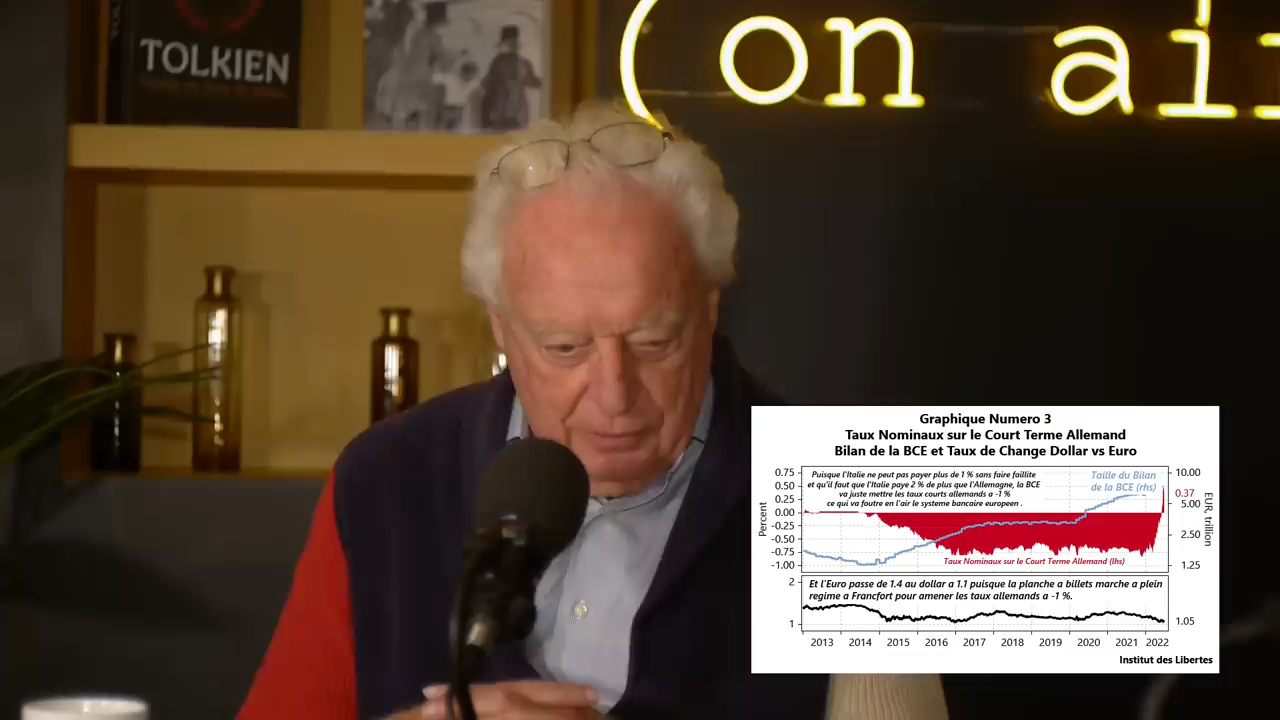 TOLKIEN
on ai
Graphique Numero 3
Taux Nominaux sur le Court Terme Allemand
Bilan de la BCE et Taux de Change Dollar vs Euro
Puisque l'Italie ne peut pas payer plus de 1 % sans faire faillite
et qu'il faut que l'Italie paye 2 % de plus que l'Allemagne, la BCE
va juste mettre les taux courts allemands a -1 %
ce qui va foutre en l'air le systeme bancaire europeen .
Taille du Bilan
de la BCE (rhs)
0.75
0.50
0.25
0.00
-0.25
-0.50
-0.75
-1.00
Percent
10.00
0.37
5.00
2.50
1.25
EUR, trillion
Taux Nominaux sur le Court Terme Allemand (lhs)
Et l'Euro passe de 1.4 au dollar a 1.1 puisque la planche a billets marche a plein
regime a Francfort pour amener les taux allemands a -1 %.
2
1
1.05
2013 2014 2015 2016 2017 2018 2019 2020 2021 2022
Institut des Libertes